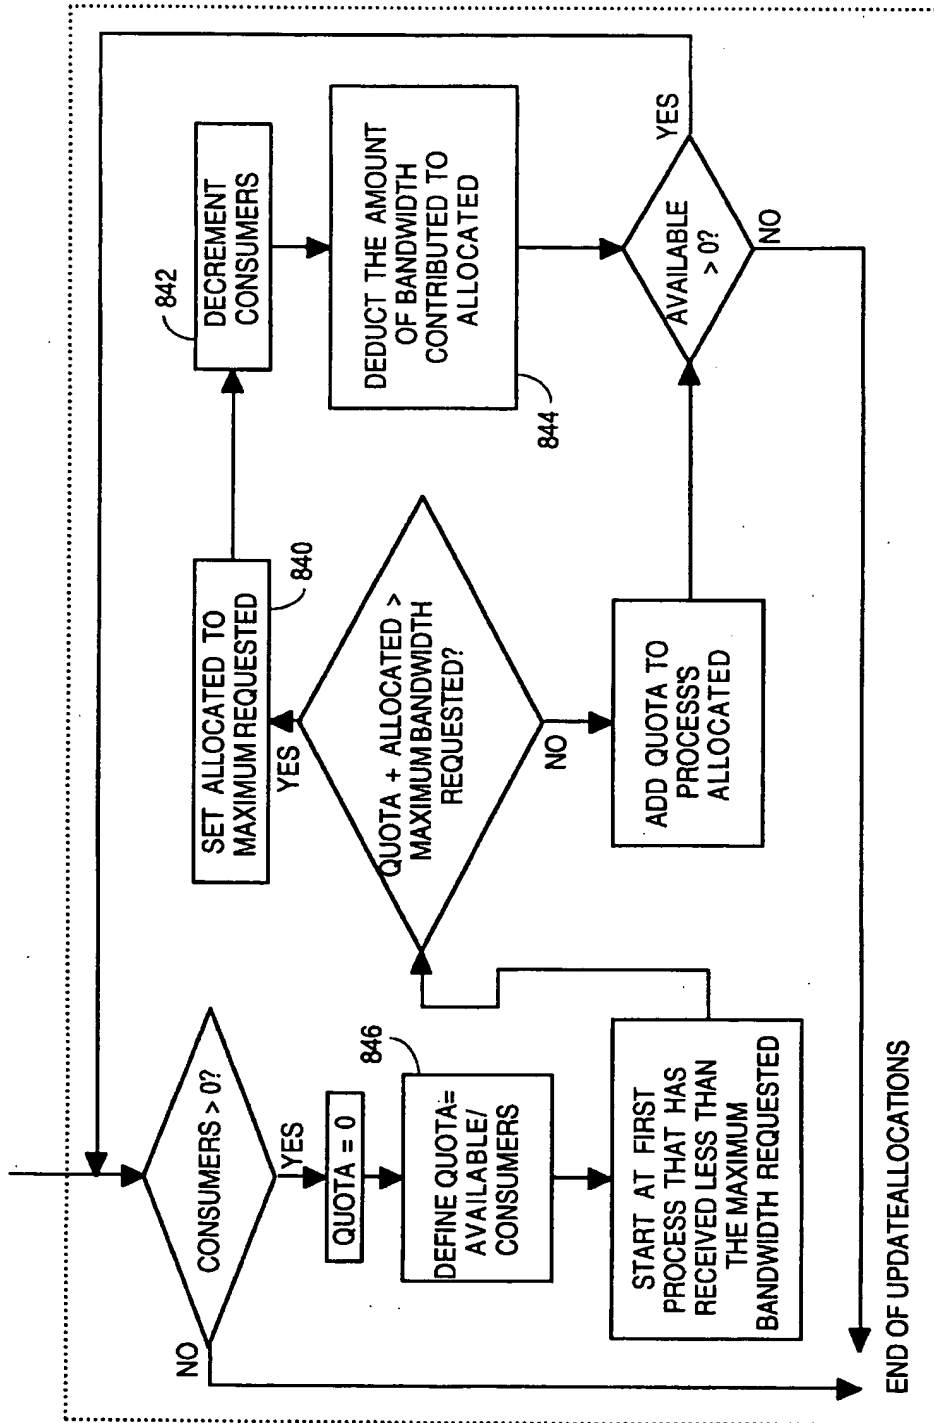 CONSUMERS > 0?
NO
YES
QUOTA = 0
846
DEFINE QUOTA=
AVAILABLE/
CONSUMERS
START AT FIRST
PROCESS THAT HAS
RECEIVED LESS THAN
THE MAXIMUM
BANDWIDTH REQUESTED
QUOTA + ALLOCATED >
MAXIMUM BANDWIDTH
REQUESTED?
YES
NO
SET ALLOCATED TO
MAXIMUM REQUESTED
840
ADD QUOTA TO
PROCESS'S
ALLOCATED
842
DECREMENT
CONSUMERS
DEDUCT THE AMOUNT
OF BANDWIDTH
CONTRIBUTED TO
ALLOCATED
844
AVAILABLE
> 0?
YES
NO
END OF UPDATEALLOCATIONS